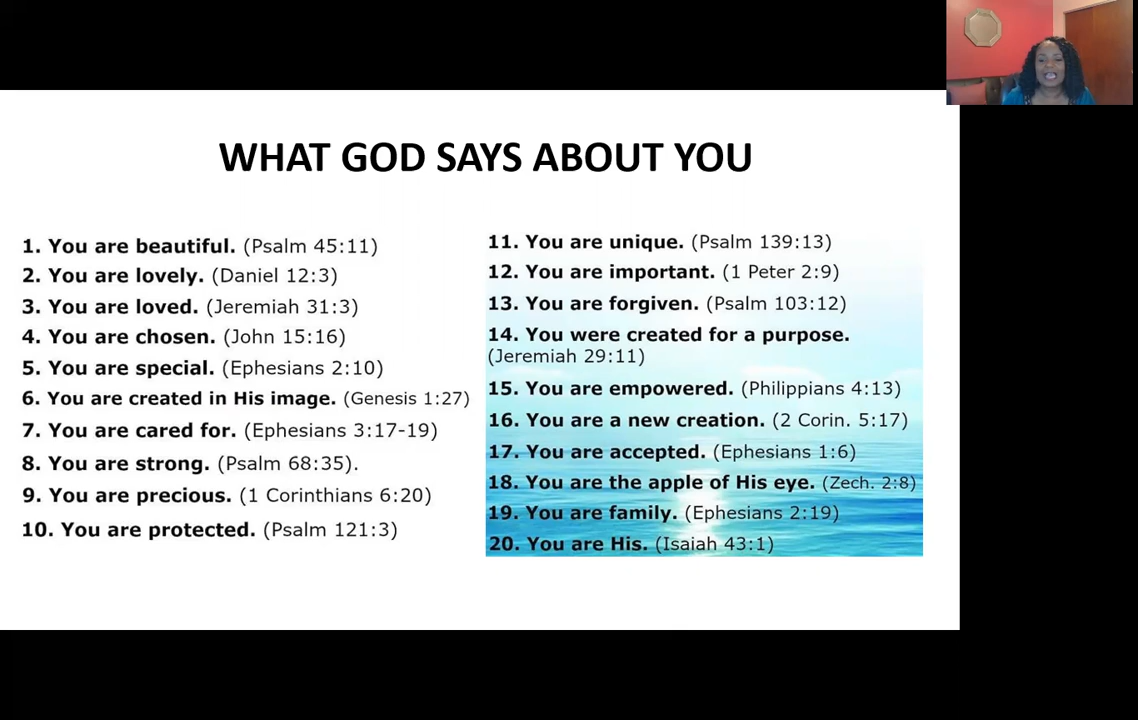 WHAT GOD SAYS ABOUT YOU
1. You are beautiful. (Psalm 45:11)
2. You are lovely. (Daniel 12:3)
3. You are loved. (Jeremiah 31:3)
4. You are chosen. (John 15:16)
5. You are special. (Ephesians 2:10)
6. You are created in His image. (Genesis 1:27)
7. You are cared for. (Ephesians 3:17-19)
8. You are strong. (Psalm 68:35).
9. You are precious. (1 Corinthians 6:20)
10. You are protected. (Psalm 121:3)
11. You are unique. (Psalm 139:13)
12. You are important. (1 Peter 2:9)
13. You are forgiven. (Psalm 103:12)
14. You were created for a purpose.
(Jeremiah 29:11)
15. You are empowered. (Philippians 4:13)
16. You are a new creation. (2 Corin. 5:17)
17. You are accepted. (Ephesians 1:6)
18. You are the apple of His eye. (Zech. 2:8)
19. You are family. (Ephesians 2:19)
20. You are His. (Isaiah 43:1)